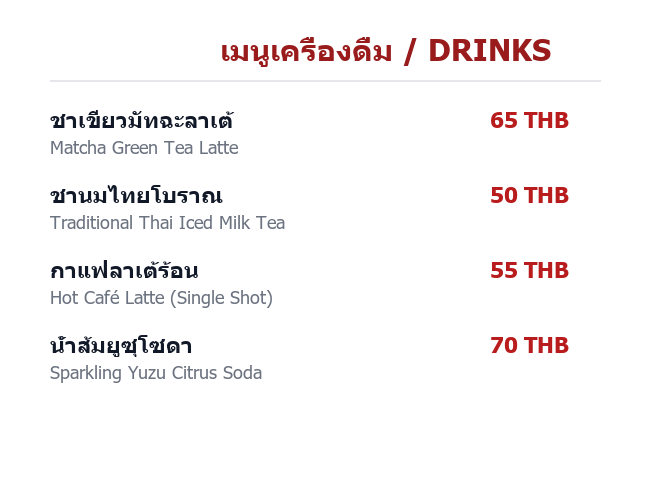 เมนูเครื่องดื่ม / DRINKS
ชาเขียวมัทฉะลาเต้ 65 THB
Matcha Green Tea Latte
ชานมไทยโบราณ 50 THB
Traditional Thai Iced Milk Tea
กาแฟลาเต้ร้อน 55 THB
Hot Café Latte (Single Shot)
น้ำส้มยูซุโซดา 70 THB
Sparkling Yuzu Citrus Soda